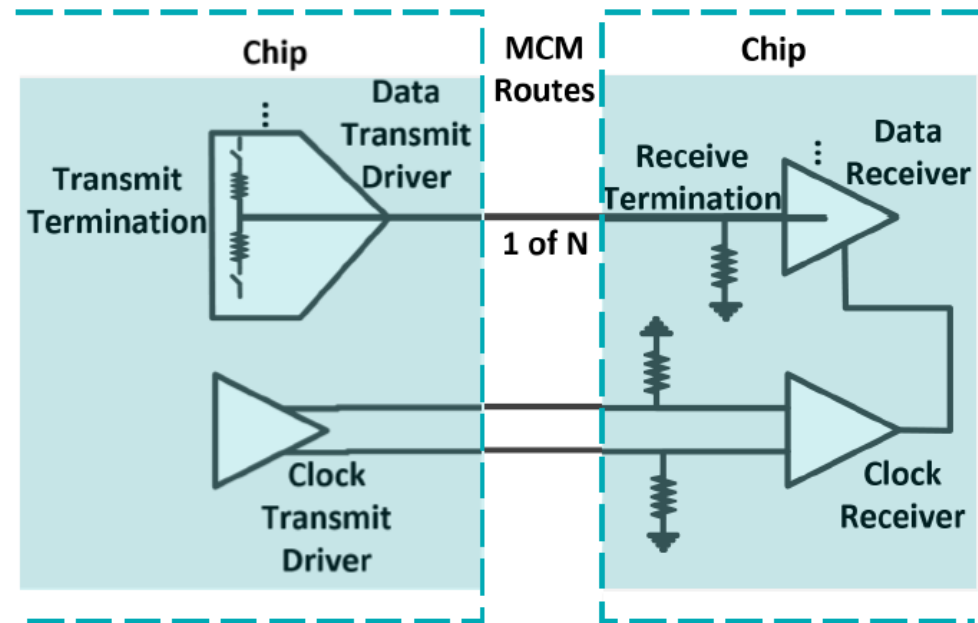 Chip
MCM
Routes
Chip
Data
Transmit
Driver
Transmit
Termination
Receive
Termination
Data
Receiver
1 of N
Clock
Transmit
Driver
Clock
Receiver